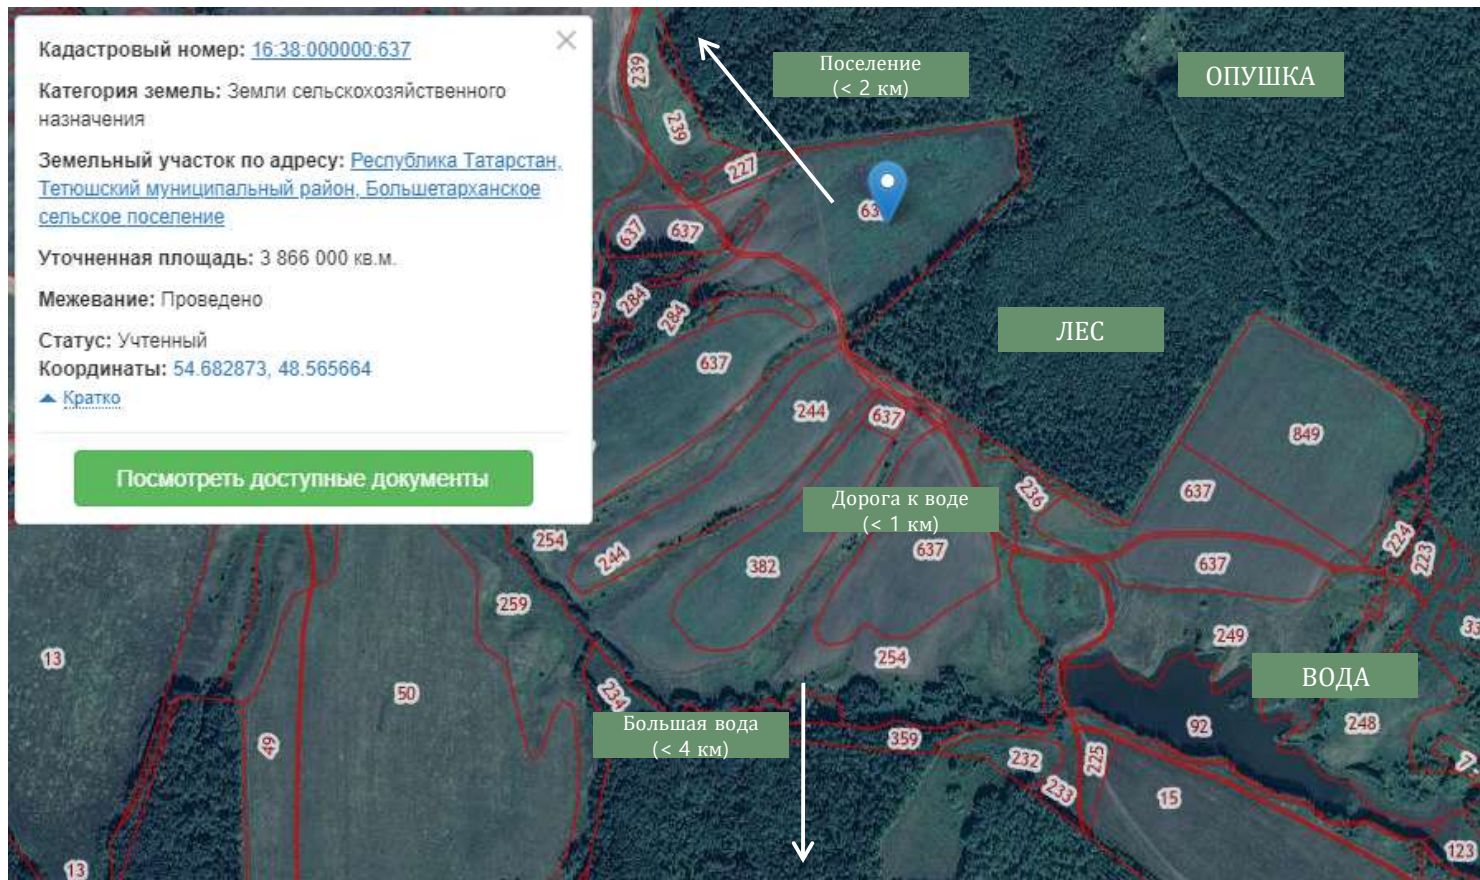 Кадастровый номер: 16:38:000000:637
Категория земель: Земли сельскохозяйственного
назначения
Земельный участок по адресу: Республика Татарстан,
Тетюшский муниципальный район, Большетарханское
сельское поселение
Уточненная площадь: 3 866 000 кв.м.
Межевание: Проведено
Статус: Учтенный
Координаты: 54.682873, 48.565664
Кратко
Посмотреть доступные документы
Поселение
(< 2 км)
ОПУШКА
ЛЕС
Дорога к воде
(< 1 км)
ВОДА
Большая вода
(< 4 км)
239
239
227
637
637
284
284
637
244
637
849
637
236
254
244
382
637
637
224
223
259
249
13
254
50
234
248
49
359
92
232
225
233
15
13
123